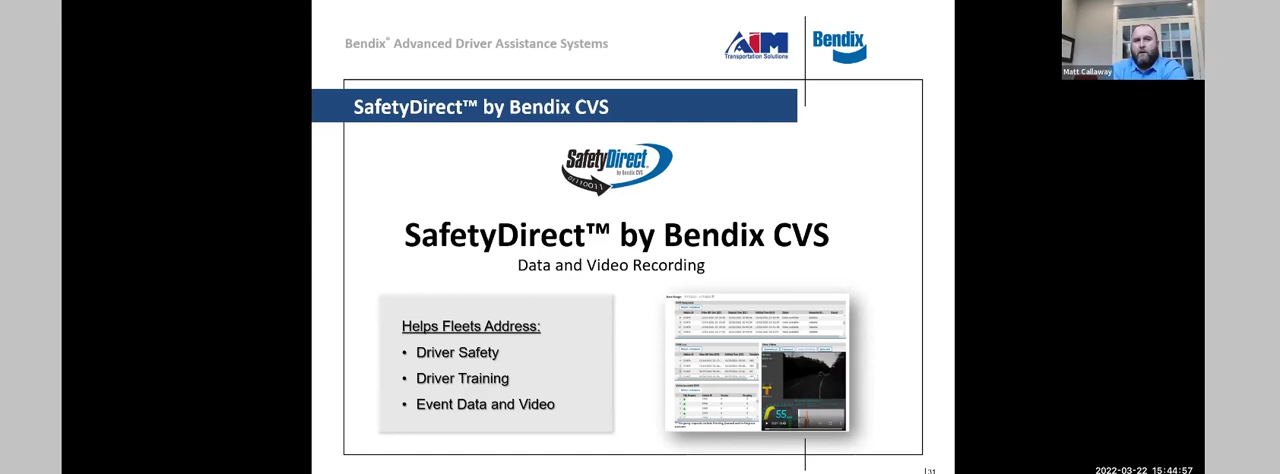 Bendix® Advanced Driver Assistance Systems
AIM
Transportation Solutions
Bendix
Matt Callaway
SafetyDirect™ by Bendix CVS
SafetyDirect®
by Bendix CVS
01110011
SafetyDirect™ by Bendix CVS
Data and Video Recording
Helps Fleets Address:
• Driver Safety
• Driver Training
• Event Data and Video
55
31
2022-03-22 15:44:57